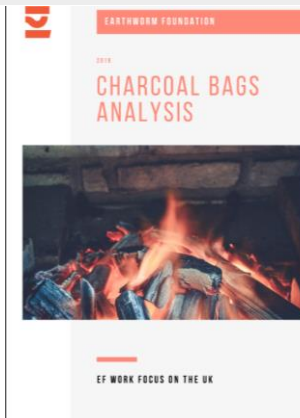 EARTHWORM FOUNDATION
2019
CHARCOAL BAGS
ANALYSIS
EF WORK FOCUS ON THE UK